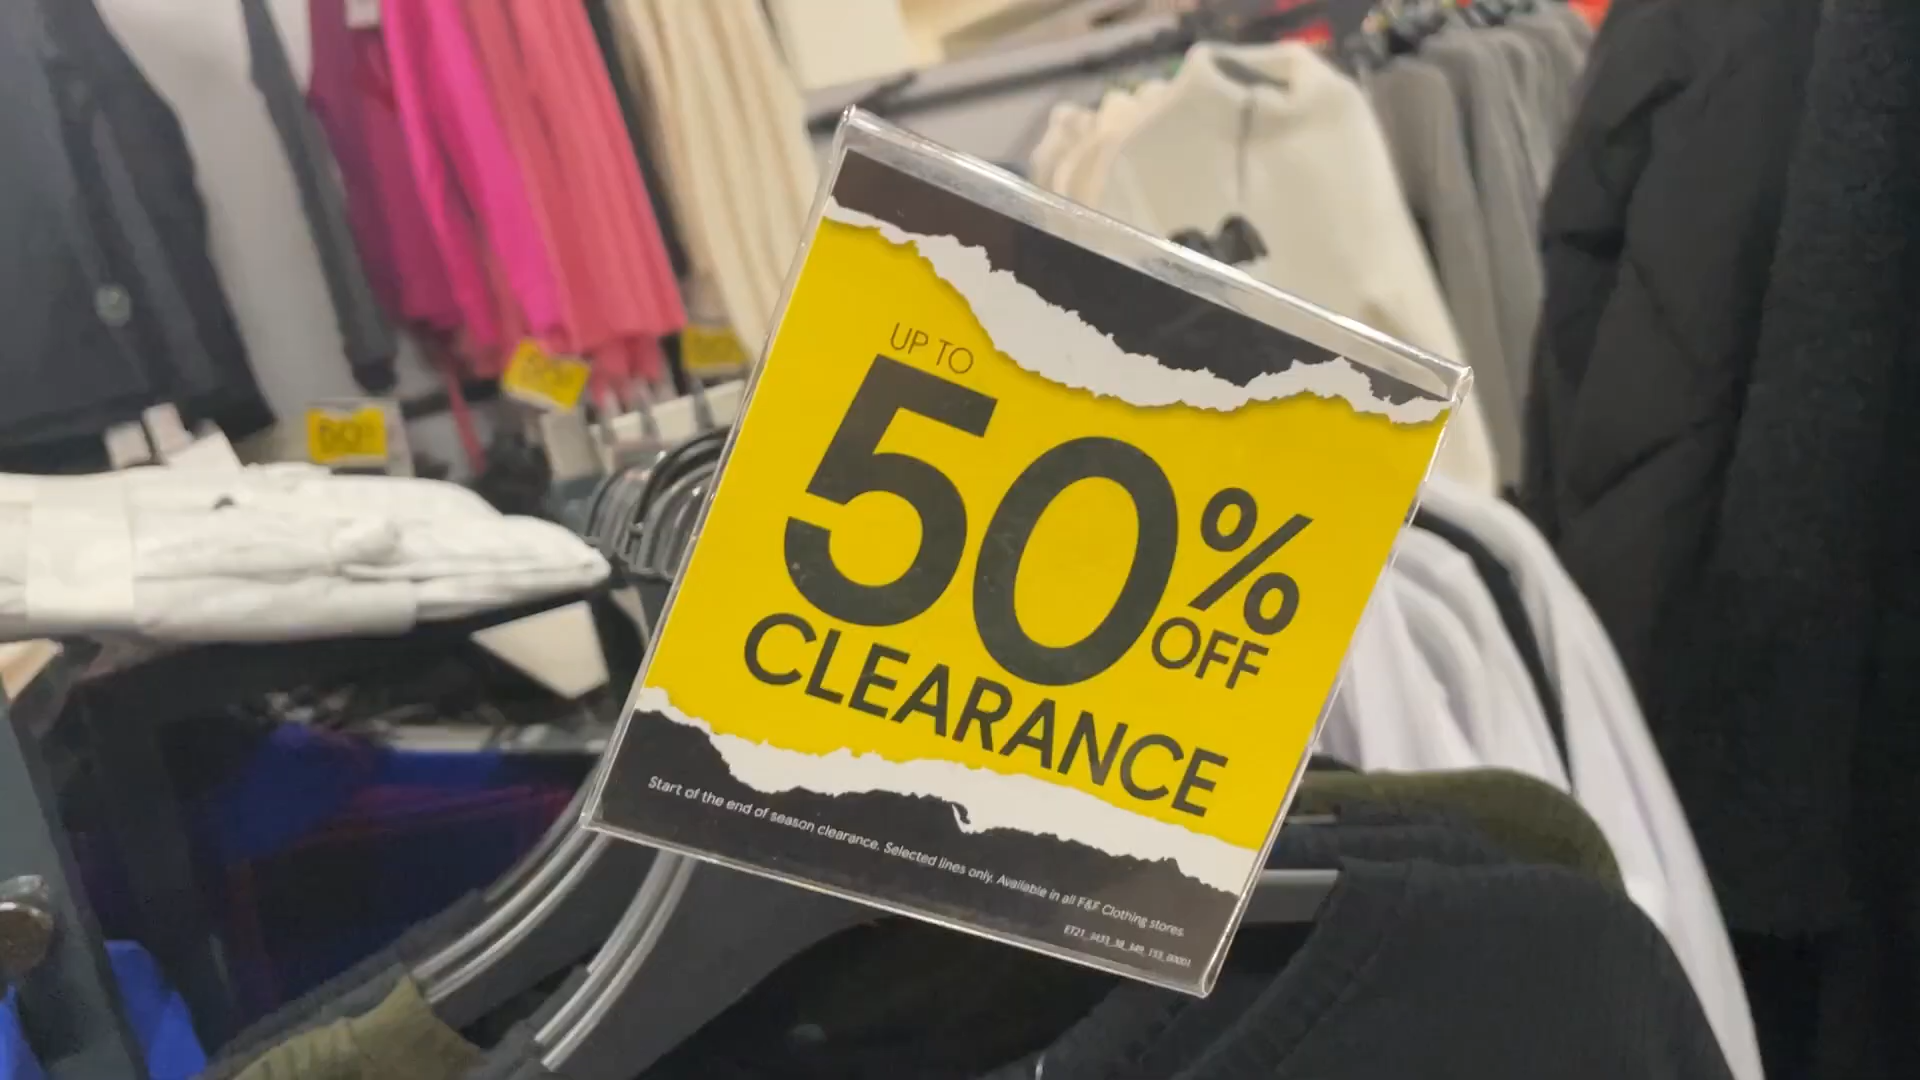 UP TO
50%
OFF
CLEARANCE
Start of the end of season clearance. Selected lines only. Available in all F&F Clothing stores.